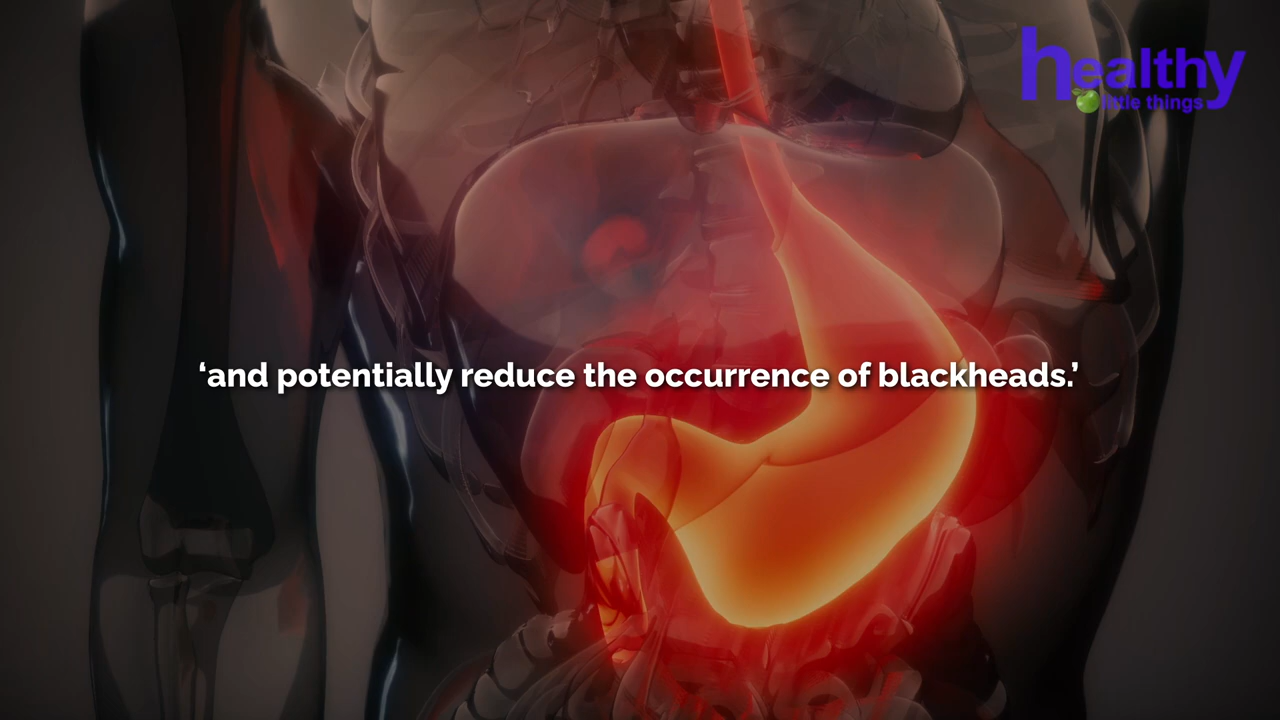 healthy
little things
‘and potentially reduce the occurrence of blackheads.’